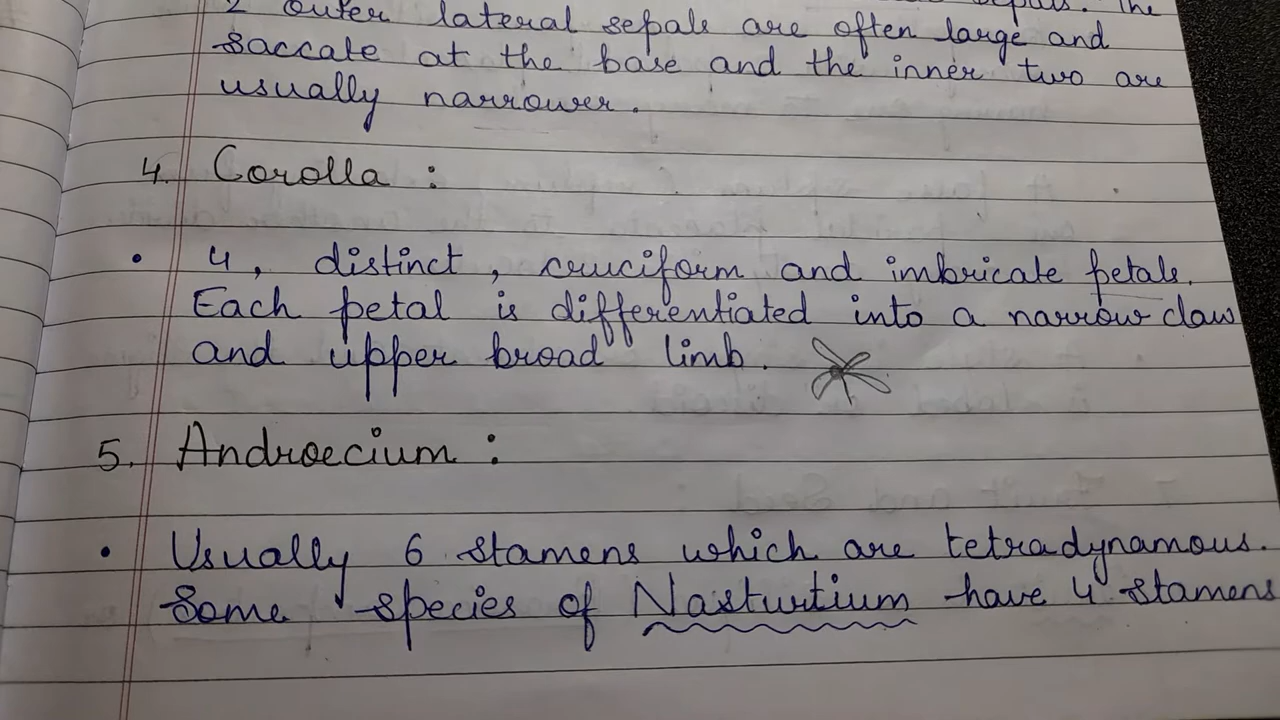 2 outer lateral sepals are often large and
saccate at the base and the inner two are
usually narrower.
4. Corolla :
• 4, distinct, cruciform and imbricate petals.
Each petal is differentiated into a narrow claw
and upper broad limb.
5. Androecium :
• Usually 6 stamens which are tetradynamous.
Some species of Nasturtium have 4 stamens